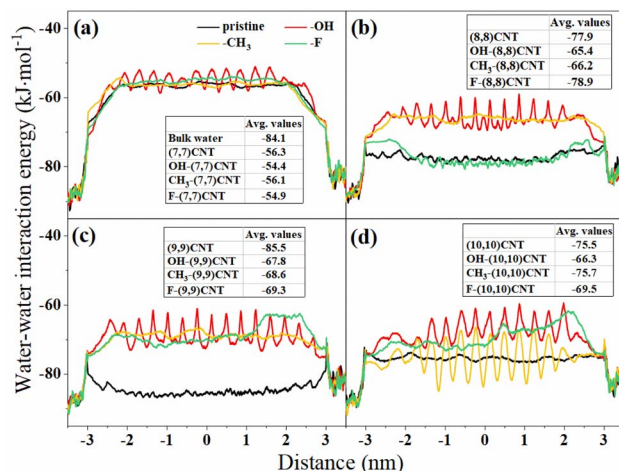 Water-water interaction energy (kJ·mol⁻¹)
pristine -OH
-CH₃ -F
(a)
Avg. values
Bulk water -84.1
(7,7)CNT -56.3
OH-(7,7)CNT -54.4
CH₃-(7,7)CNT -56.1
F-(7,7)CNT -54.9
(b)
Avg. values
(8,8)CNT -77.9
OH-(8,8)CNT -65.4
CH₃-(8,8)CNT -66.2
F-(8,8)CNT -78.9
(c)
Avg. values
(9,9)CNT -85.5
OH-(9,9)CNT -67.8
CH₃-(9,9)CNT -68.6
F-(9,9)CNT -69.3
(d)
Avg. values
(10,10)CNT -75.5
OH-(10,10)CNT -66.3
CH₃-(10,10)CNT -75.7
F-(10,10)CNT -69.5
-40
-60
-80
-60
-80
-3 -2 -1 0 1 2 3 -3 -2 -1 0 1 2 3
Distance (nm)